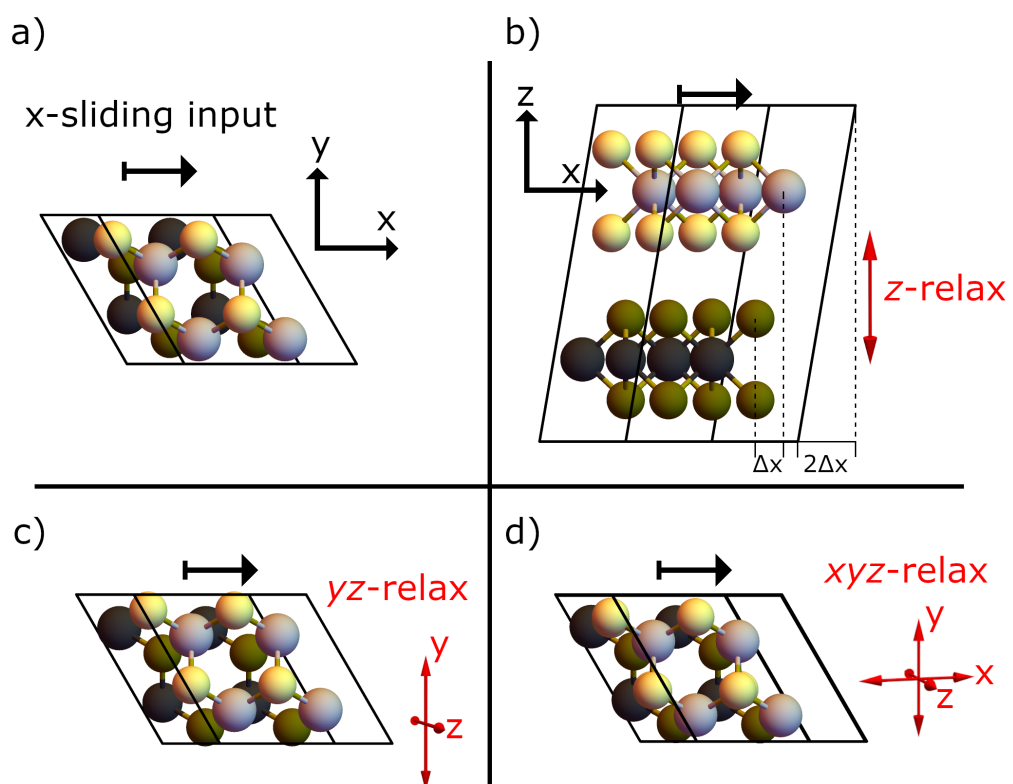 a)
x-sliding input
y
x
b)
z
x
z-relax
Δx
2Δx
c)
yz-relax
y
z
d)
xyz-relax
y
x
z